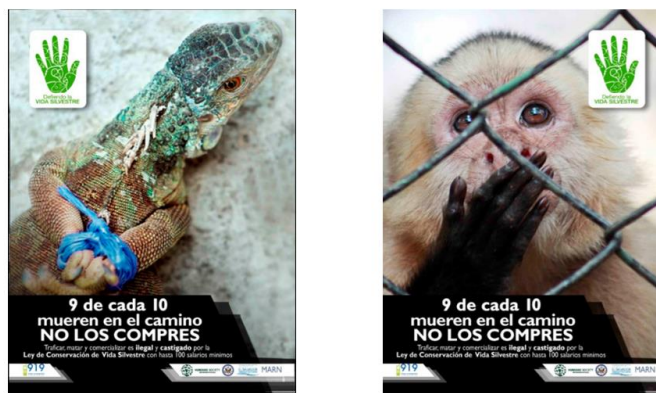 Defiendo la
VIDA SILVESTRE
9 de cada 10
mueren en el camino
NO LOS COMPRES
Traficar, matar y comercializar es ilegal y castigado por la
Ley de Conservación de Vida Silvestre con hasta 100 salarios mínimos
919
MARN
Defiendo la
VIDA SILVESTRE
9 de cada 10
mueren en el camino
NO LOS COMPRES
Traficar, matar y comercializar es ilegal y castigado por la
Ley de Conservación de Vida Silvestre con hasta 100 salarios mínimos
919
MARN